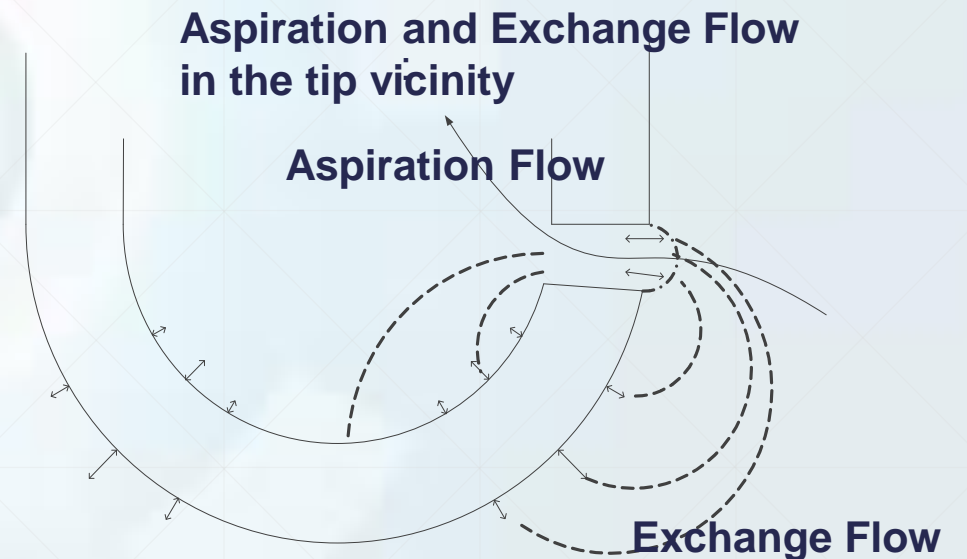 Aspiration and Exchange Flow
in the tip vicinity
Aspiration Flow
Exchange Flow